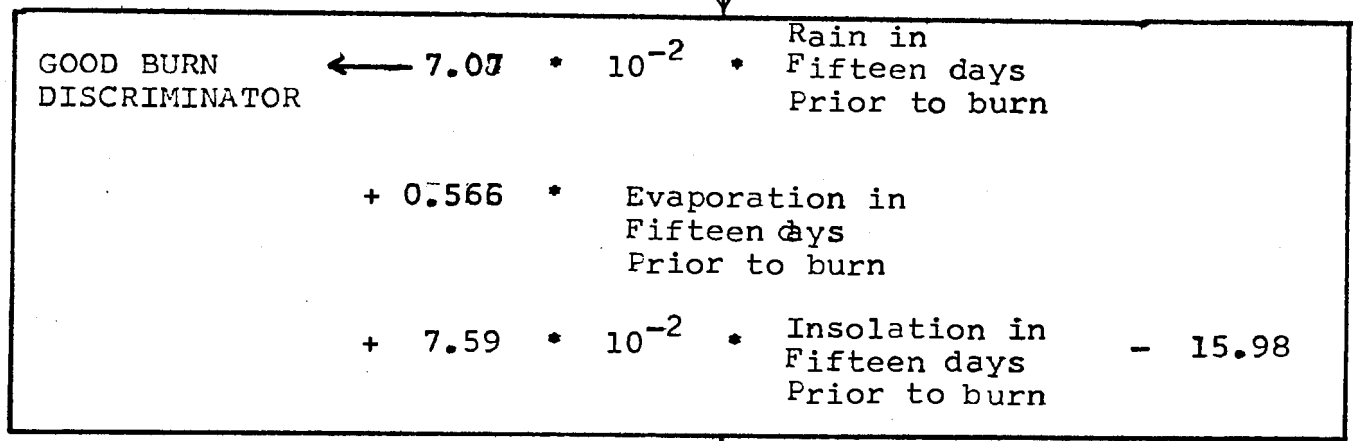 GOOD BURN ← 7.07 * 10^-2 * Rain in
DISCRIMINATOR Fifteen days
Prior to burn
+ 0.566 * Evaporation in
Fifteen days
Prior to burn
+ 7.59 * 10^-2 * Insolation in - 15.98
Fifteen days
Prior to burn